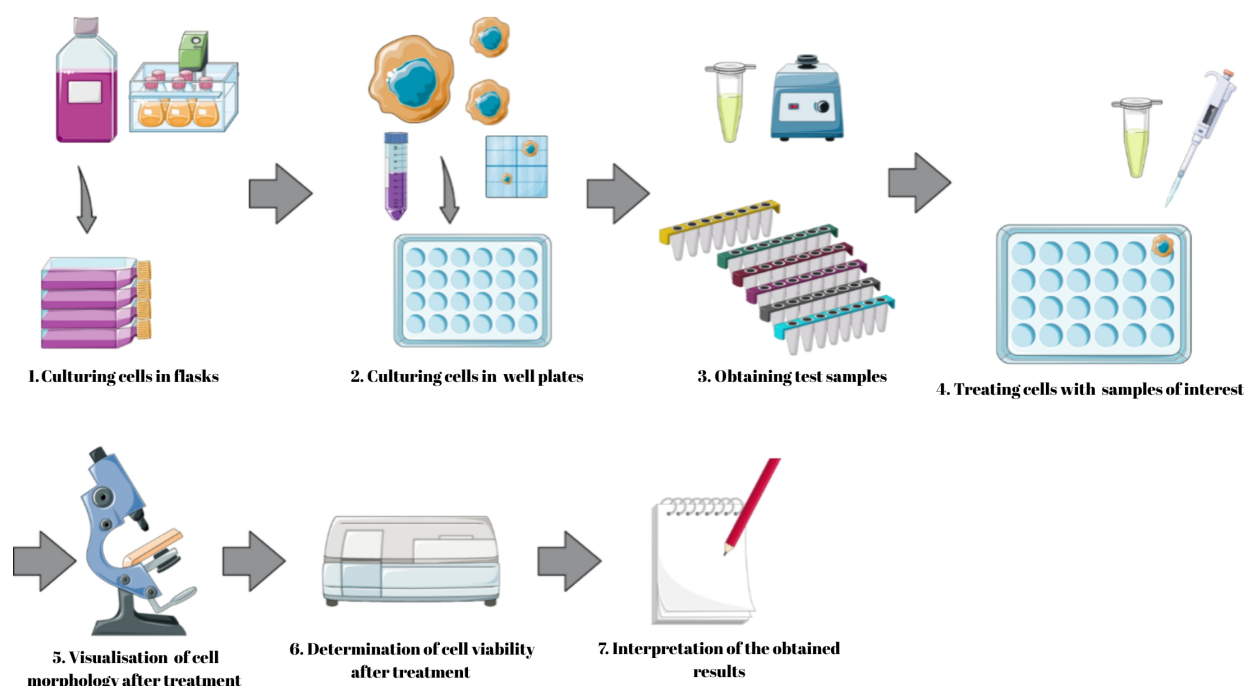 1. Culturing cells in flasks
2. Culturing cells in well plates
3. Obtaining test samples
4. Treating cells with samples of interest
5. Visualisation of cell
morphology after treatment
6. Determination of cell viability
after treatment
7. Interpretation of the obtained
results